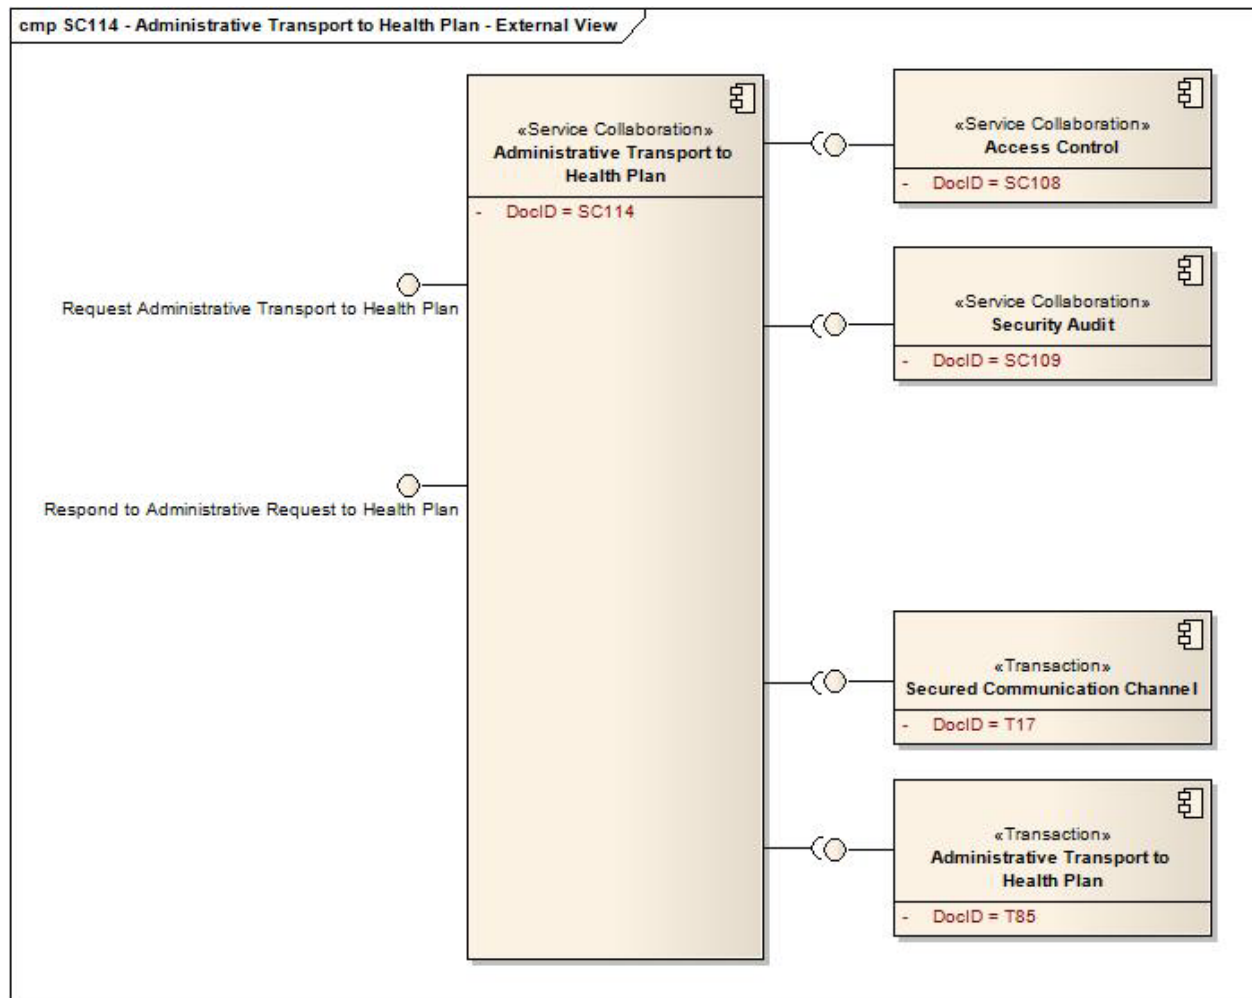 cmp SC114 - Administrative Transport to Health Plan - External View
«Service Collaboration»
Administrative Transport to
Health Plan
- DocID = SC114
Request Administrative Transport to Health Plan
Respond to Administrative Request to Health Plan
«Service Collaboration»
Access Control
- DocID = SC108
«Service Collaboration»
Security Audit
- DocID = SC109
«Transaction»
Secured Communication Channel
- DocID = T17
«Transaction»
Administrative Transport to
Health Plan
- DocID = T85